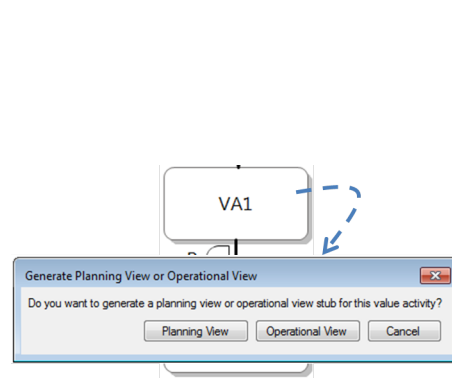 VA1
Generate Planning View or Operational View
Do you want to generate a planning view or operational view stub for this value activity?
Planning View Operational View Cancel